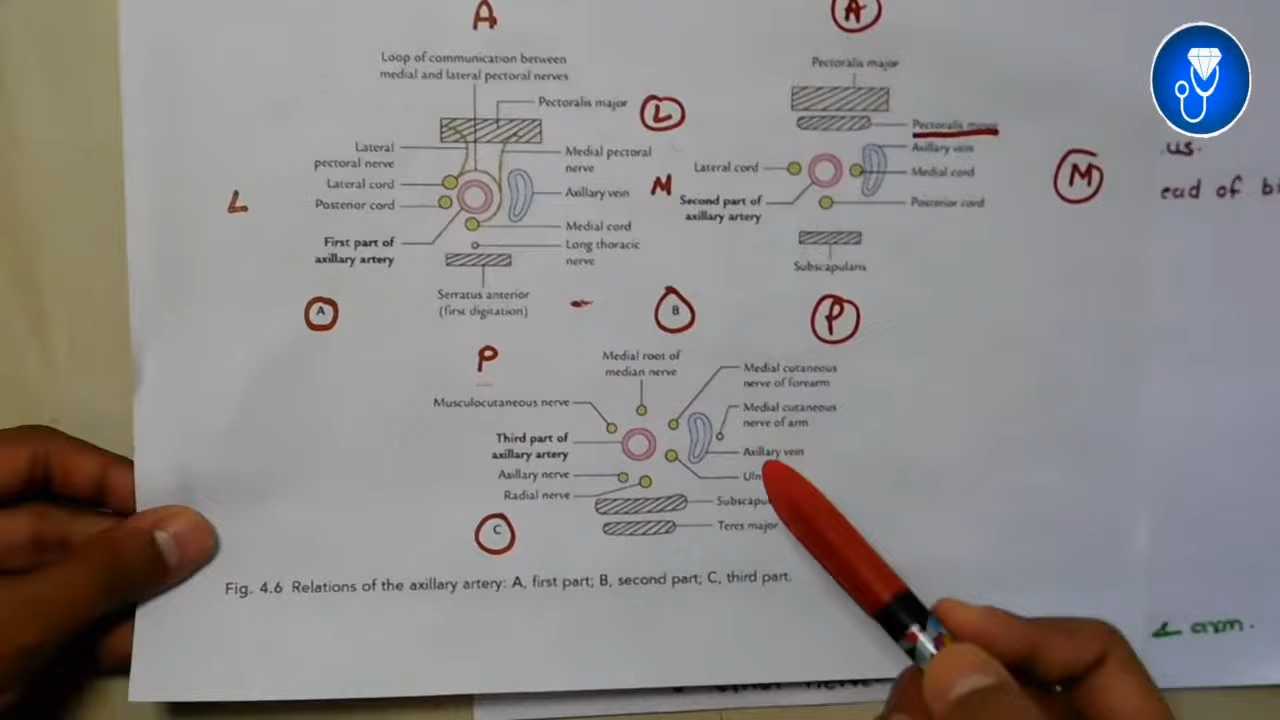 A
Loop of communication between
medial and lateral pectoral nerves
Pectoralis major
Lateral
pectoral nerve
Lateral cord
Posterior cord
First part of
axillary artery
Medial pectoral
nerve
Axillary vein
Medial cord
Long thoracic
nerve
Serratus anterior
(first digitation)
L
M
A
P
A
Pectoralis major
L
Pectoralis minor
Axillary vein
Lateral cord
Medial cord
Second part of
axillary artery
Posterior cord
Subscapularis
M
B
P
Medial root of
median nerve
Medial cutaneous
nerve of forearm
Musculocutaneous nerve
Medial cutaneous
nerve of arm
Third part of
axillary artery
Axillary vein
Axillary nerve
Uln
Radial nerve
Subscapul
Teres major
C
Fig. 4.6 Relations of the axillary artery: A, first part; B, second part; C, third part.
us.
ead of bi
arm.